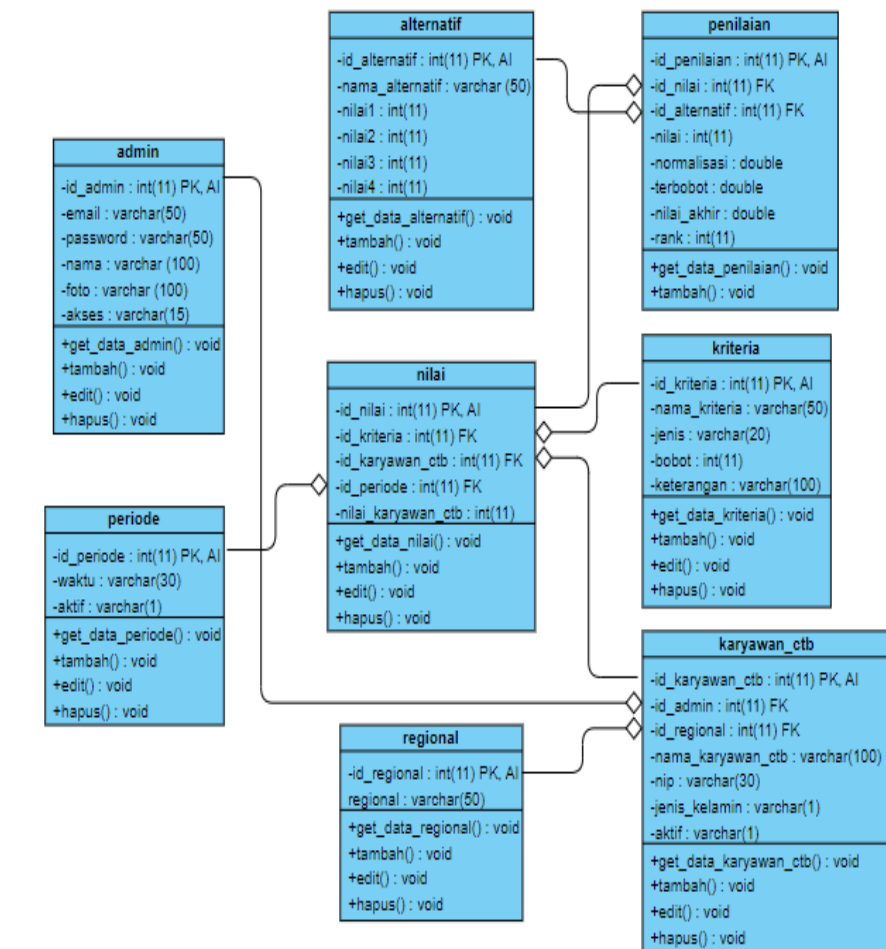 alternatif
-id_alternatif : int(11) PK, AI
-nama_alternatif : varchar (50)
-nilai1 : int(11)
-nilai2 : int(11)
-nilai3 : int(11)
-nilai4 : int(11)
+get_data_alternatif() : void
+tambah() : void
+edit() : void
+hapus() : void
penilaian
-id_penilaian : int(11) PK, AI
-id_nilai : int(11) FK
-id_alternatif : int(11) FK
-nilai : int(11)
-normalisasi : double
-terbobot : double
-nilai_akhir : double
-rank : int(11)
+get_data_penilaian() : void
+tambah() : void
admin
-id_admin : int(11) PK, AI
-email : varchar(50)
-password : varchar(50)
-nama : varchar (100)
-foto : varchar (100)
-akses : varchar(15)
+get_data_admin() : void
+tambah() : void
+edit() : void
+hapus() : void
nilai
-id_nilai : int(11) PK, AI
-id_kriteria : int(11) FK
-id_karyawan_ctb : int(11) FK
-id_periode : int(11) FK
-nilai_karyawan_ctb : int(11)
+get_data_nilai() : void
+tambah() : void
+edit() : void
+hapus() : void
kriteria
-id_kriteria : int(11) PK, AI
-nama_kriteria : varchar(50)
-jenis : varchar(20)
-bobot : int(11)
-keterangan : varchar(100)
+get_data_kriteria() : void
+tambah() : void
+edit() : void
+hapus() : void
periode
-id_periode : int(11) PK, AI
-waktu : varchar(30)
-aktif : varchar(1)
+get_data_periode() : void
+tambah() : void
+edit() : void
+hapus() : void
regional
-id_regional : int(11) PK, AI
regional : varchar(50)
+get_data_regional() : void
+tambah() : void
+edit() : void
+hapus() : void
karyawan_ctb
-id_karyawan_ctb : int(11) PK, AI
-id_admin : int(11) FK
-id_regional : int(11) FK
-nama_karyawan_ctb : varchar(100)
-nip : varchar(30)
-jenis_kelamin : varchar(1)
-aktif : varchar(1)
+get_data_karyawan_ctb() : void
+tambah() : void
+edit() : void
+hapus() : void